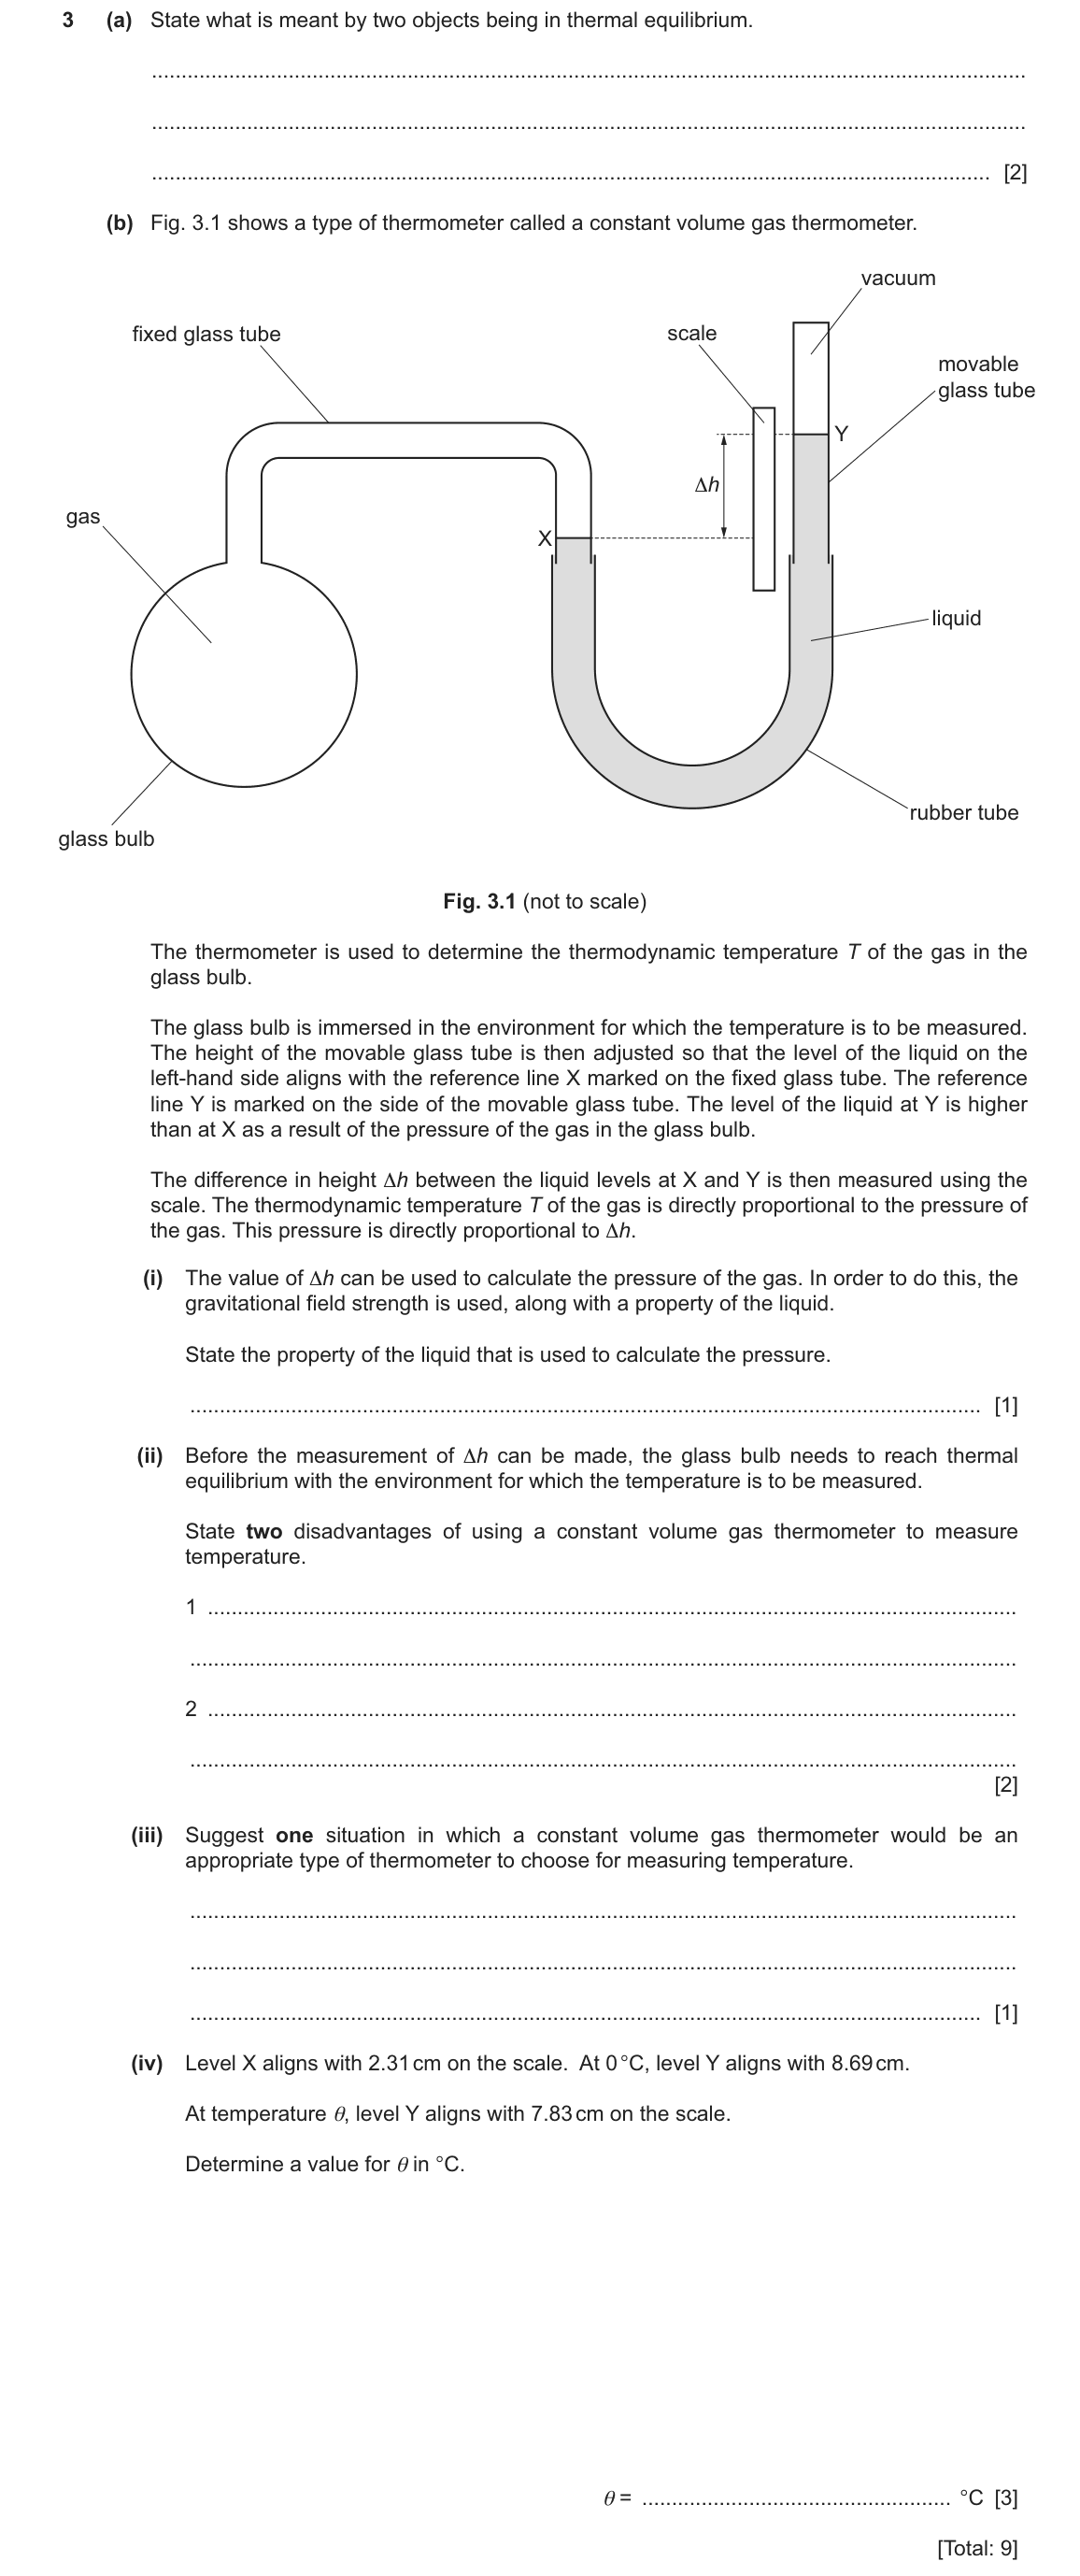 3 (a) State what is meant by two objects being in thermal equilibrium.
[2]
(b) Fig. 3.1 shows a type of thermometer called a constant volume gas thermometer.
vacuum
fixed glass tube
scale
movable
glass tube
Y
Δh
gas
X
liquid
rubber tube
glass bulb
Fig. 3.1 (not to scale)
The thermometer is used to determine the thermodynamic temperature T of the gas in the
glass bulb.
The glass bulb is immersed in the environment for which the temperature is to be measured.
The height of the movable glass tube is then adjusted so that the level of the liquid on the
left-hand side aligns with the reference line X marked on the fixed glass tube. The reference
line Y is marked on the side of the movable glass tube. The level of the liquid at Y is higher
than at X as a result of the pressure of the gas in the glass bulb.
The difference in height Δh between the liquid levels at X and Y is then measured using the
scale. The thermodynamic temperature T of the gas is directly proportional to the pressure of
the gas. This pressure is directly proportional to Δh.
(i) The value of Δh can be used to calculate the pressure of the gas. In order to do this, the
gravitational field strength is used, along with a property of the liquid.
State the property of the liquid that is used to calculate the pressure.
[1]
(ii) Before the measurement of Δh can be made, the glass bulb needs to reach thermal
equilibrium with the environment for which the temperature is to be measured.
State two disadvantages of using a constant volume gas thermometer to measure
temperature.
1
2
[2]
(iii) Suggest one situation in which a constant volume gas thermometer would be an
appropriate type of thermometer to choose for measuring temperature.
[1]
(iv) Level X aligns with 2.31 cm on the scale. At 0 °C, level Y aligns with 8.69 cm.
At temperature θ, level Y aligns with 7.83 cm on the scale.
Determine a value for θ in °C.
θ = .................................................... °C [3]
[Total: 9]